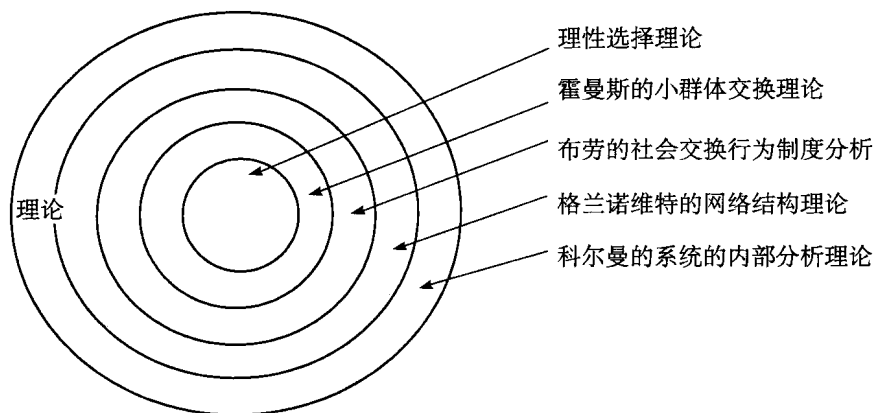 理性选择理论
霍曼斯的小群体交换理论
布劳的社会交换行为制度分析
理论
格兰诺维特的网络结构理论
科尔曼的系统的内部分析理论